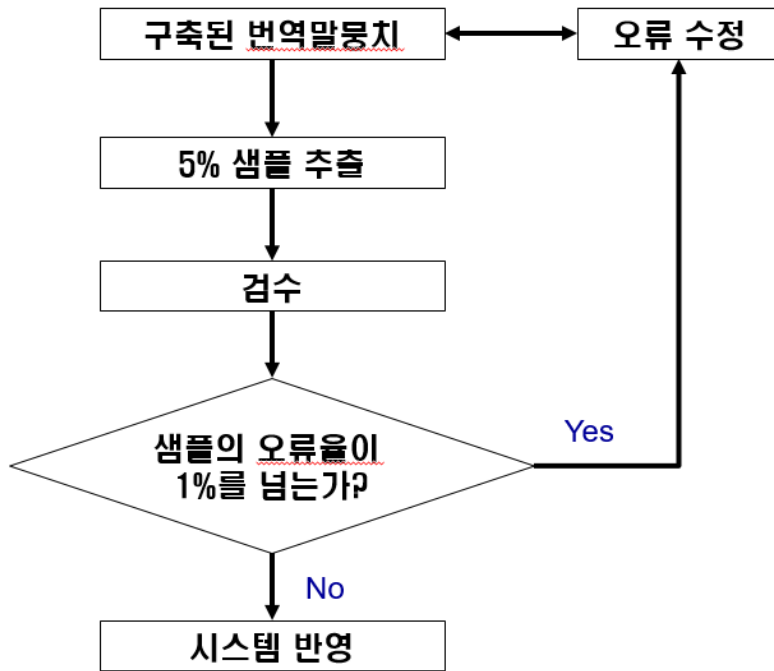 구축된 번역말뭉치
오류 수정
5% 샘플 추출
검수
샘플의 오류율이
1%를 넘는가?
Yes
No
시스템 반영